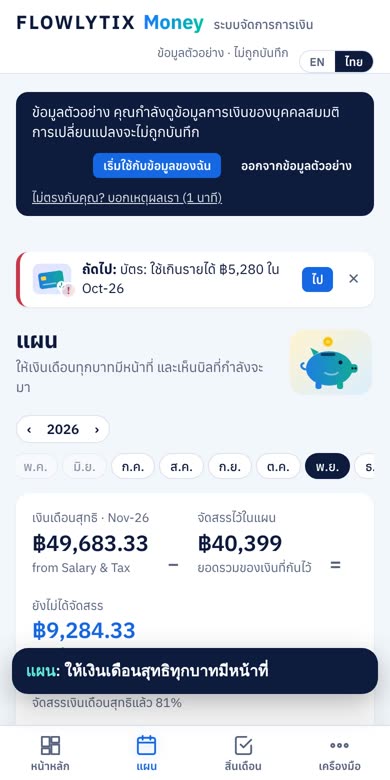 FLOWLYTIX Money ระบบจัดการการเงิน
ข้อมูลตัวอย่าง · ไม่ถูกบันทึก
EN ไทย
ข้อมูลตัวอย่าง คุณกำลังดูข้อมูลการเงินของบุคคลสมมติ
การเปลี่ยนแปลงจะไม่ถูกบันทึก
เริ่มใช้กับข้อมูลของฉัน ออกจากข้อมูลตัวอย่าง
ไม่ตรงกับคุณ? บอกเหตุผลเรา (1 นาที)
ถัดไป: บัตร: ใช้เกินรายได้ ฿5,280 ใน
Oct-26
ไป ✕
แผน
ให้เงินเดือนทุกบาทมีหน้าที่ และเห็นบิลที่กำลังจะ
มา
‹ 2026 ›
พ.ค. มิ.ย. ก.ค. ส.ค. ก.ย. ต.ค. พ.ย. ธ.
เงินเดือนสุทธิ · Nov-26
฿49,683.33
from Salary & Tax
–
จัดสรรไว้ในแผน
฿40,399
ยอดรวมของเงินที่กันไว้
=
ยังไม่ได้จัดสรร
฿9,284.33
แผน: ให้เงินเดือนสุทธิทุกบาทมีหน้าที่
จัดสรรเงินเดือนสุทธิแล้ว 81%
หน้าหลัก แผน สิ้นเดือน เครื่องมือ